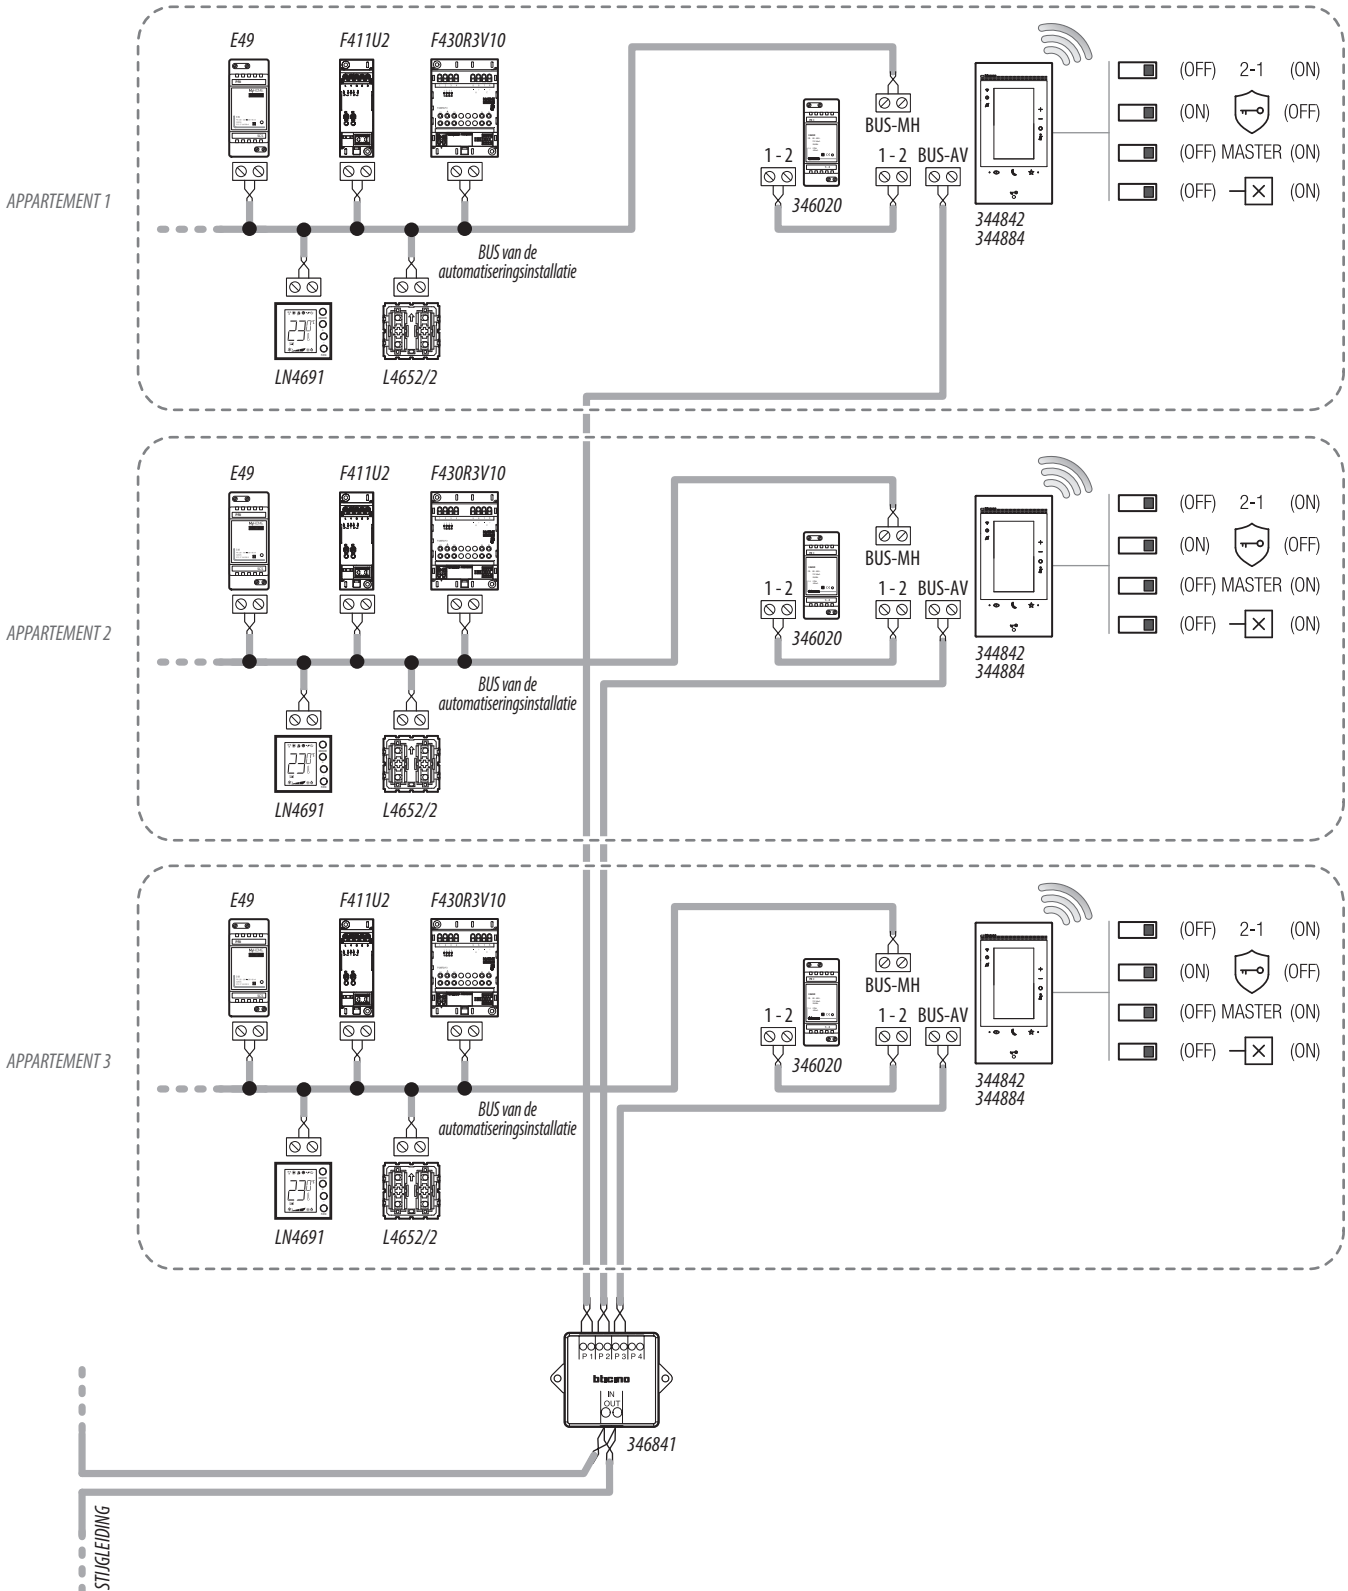 E49 F411U2 F430R3V10
(OFF) 2-1 (ON)
BUS-MH (ON) (OFF)
1 - 2 1 - 2 BUS-AV (OFF) MASTER (ON)
APPARTEMENT 1 346020 (OFF) (ON)
344842
344884
BUS van de
automatiseringsinstallatie
LN4691 L4652/2
E49 F411U2 F430R3V10
(OFF) 2-1 (ON)
BUS-MH (ON) (OFF)
1 - 2 1 - 2 BUS-AV (OFF) MASTER (ON)
APPARTEMENT 2 346020 (OFF) (ON)
344842
344884
BUS van de
automatiseringsinstallatie
LN4691 L4652/2
E49 F411U2 F430R3V10
(OFF) 2-1 (ON)
BUS-MH (ON) (OFF)
1 - 2 1 - 2 BUS-AV (OFF) MASTER (ON)
APPARTEMENT 3 346020 (OFF) (ON)
344842
344884
BUS van de
automatiseringsinstallatie
LN4691 L4652/2
P1 P2 P3 P4
bticino
IN
OUT
346841
STIJGLEIDING